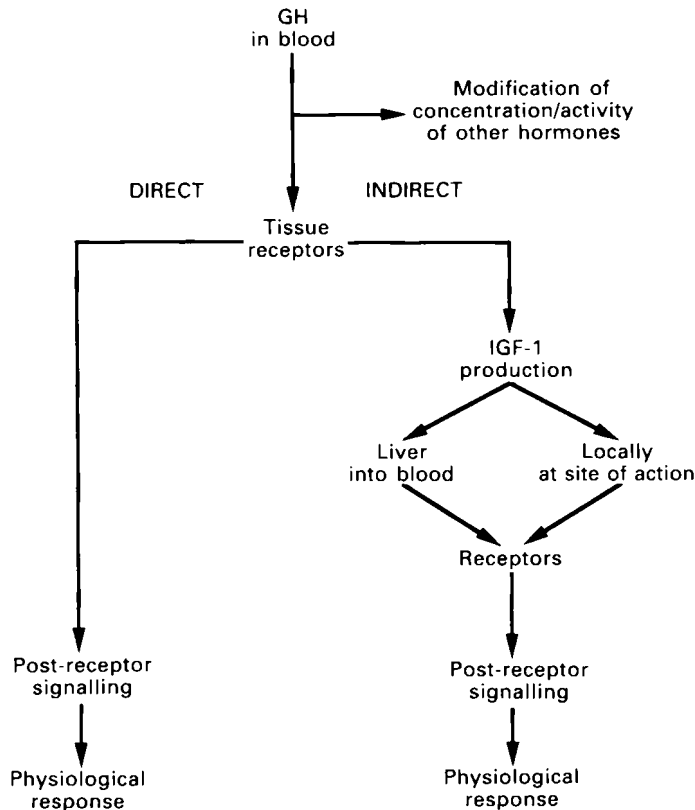 GH
in blood
Modification of
concentration/activity
of other hormones
DIRECT
INDIRECT
Tissue
receptors
IGF-1
production
Liver
into blood
Locally
at site of action
Receptors
Post-receptor
signalling
Post-receptor
signalling
Physiological
response
Physiological
response